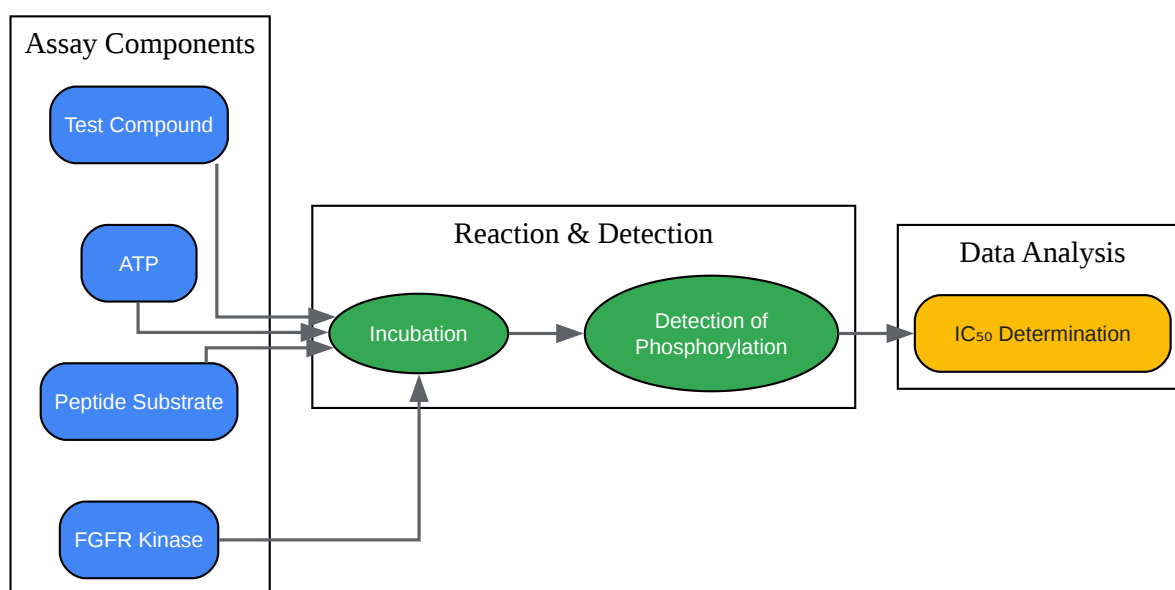 Assay Components
Test Compound
ATP
Peptide Substrate
FGFR Kinase
Reaction & Detection
Incubation
Detection of
Phosphorylation
Data Analysis
IC₅₀ Determination